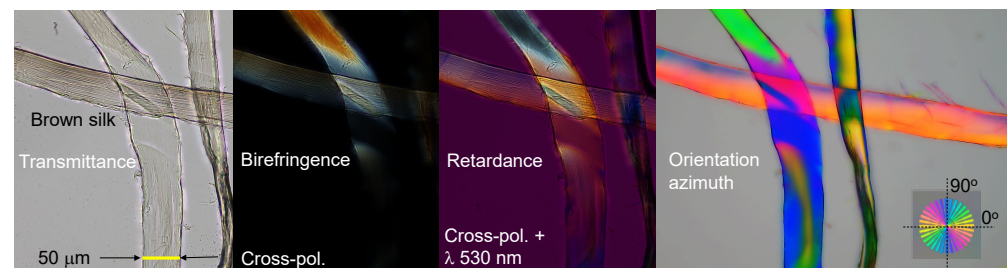 Brown silk
Transmittance
50 μm
Birefringence
Cross-pol.
Retardance
Cross-pol. +
λ 530 nm
Orientation
azimuth
90°
0°